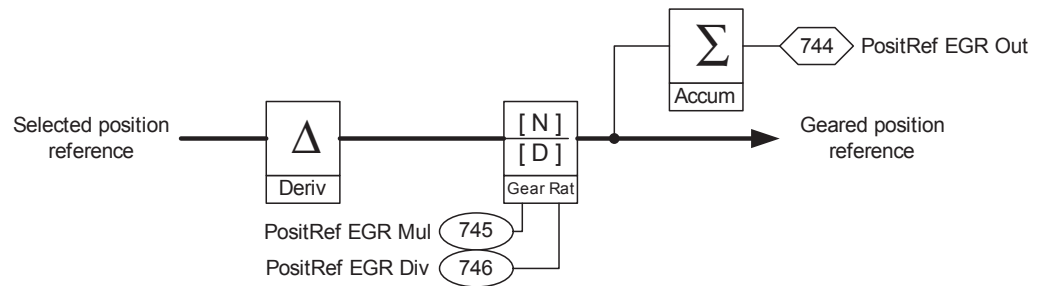 Σ
Accum
744
PositRef EGR Out
Selected position
reference
Δ
Deriv
[ N ]
[ D ]
Gear Rat
Geared position
reference
PositRef EGR Mul
745
PositRef EGR Div
746